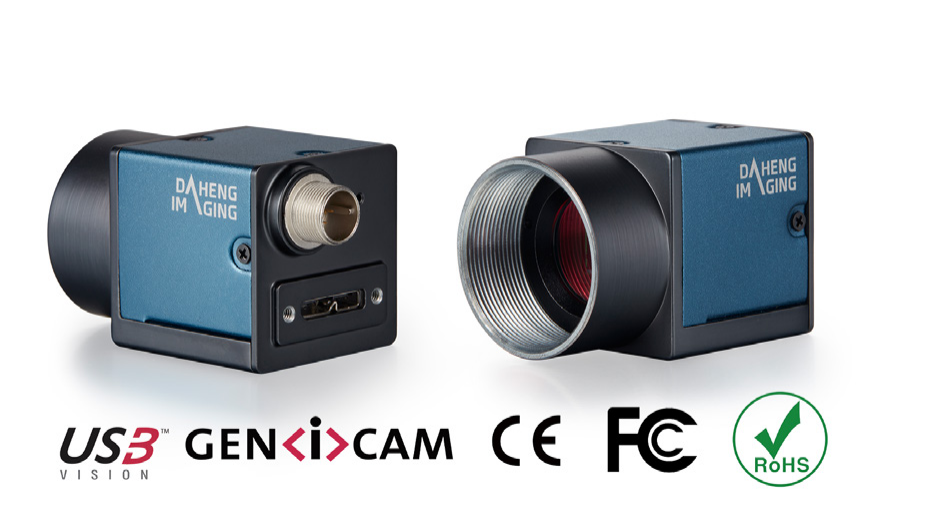 DAHENG
IMAGING
DAHENG
IMAGING
USB3™
VISION
GEN<i>CAM
CE
FC
RoHS